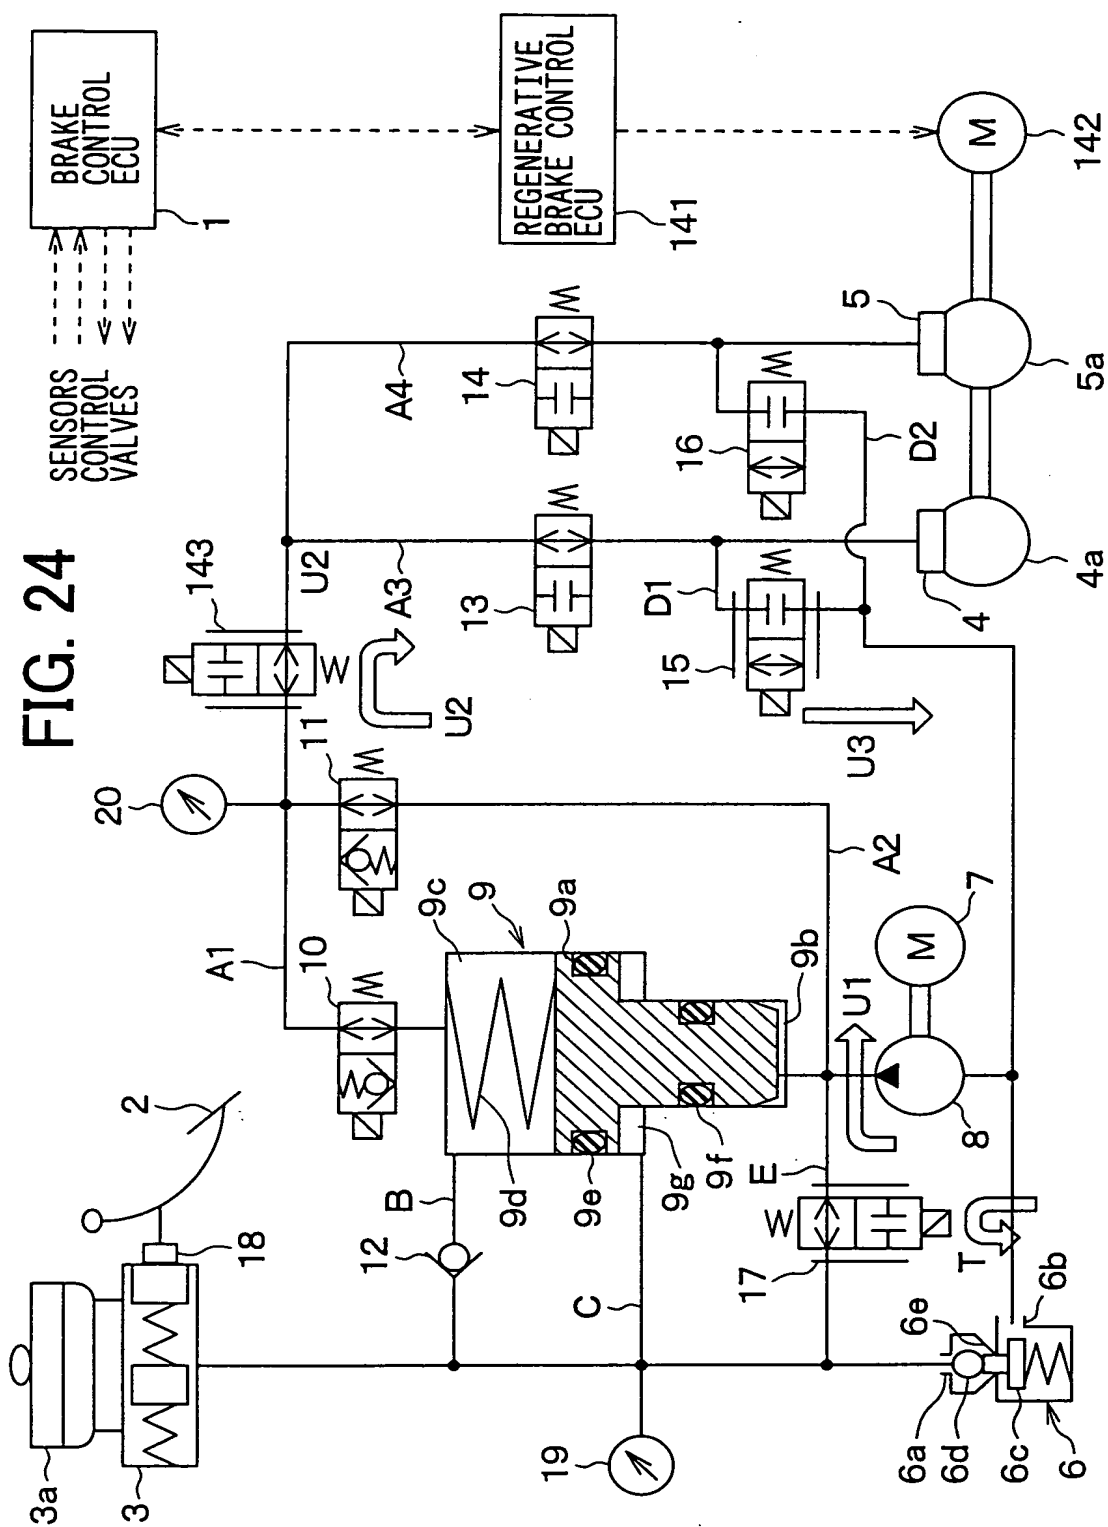 FIG. 24
SENSORS
CONTROL
VALVES
BRAKE
CONTROL
ECU
1
REGENERATIVE
BRAKE CONTROL
ECU
141
M
142
3a
3
18
2
20
143
U2
A1
10
11
U2
A3
A4
13
14
B
12
9
9c
9a
9d
9e
9g
9f
9b
C
19
E
17
W
W
W
W
W
W
W
W
D1
15
16
D2
U3
A2
U1
M
7
8
T
6a
6d
6c
6e
6b
6
4
4a
5
5a